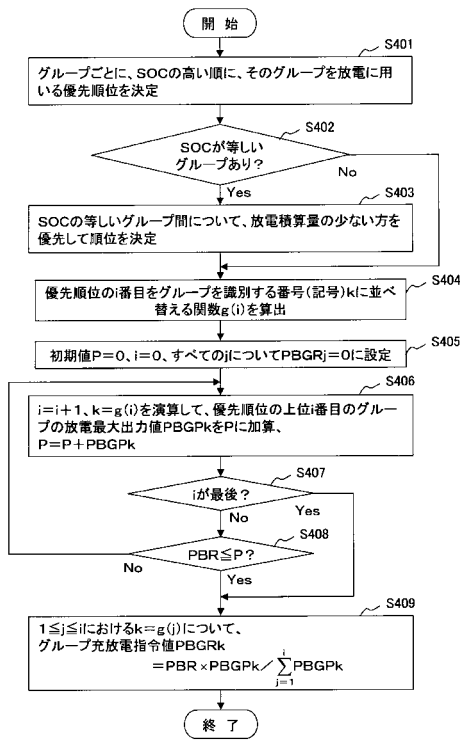 開 始
S401
グループごとに、SOCの高い順に、そのグループを放電に用
いる優先順位を決定
S402
SOCが等しい
グループあり？
No
Yes
S403
SOCの等しいグループ間について、放電積算量の少ない方を
優先して順位を決定
S404
優先順位のi番目をグループを識別する番号(記号)kに並べ
替える関数g(i)を算出
S405
初期値P=0、i=0、すべてのjについてPBGRj=0に設定
S406
i=i+1、k=g(i)を演算して、優先順位の上位i番目のグルー
プの放電最大出力値PBGPkをPに加算、
P=P+PBGPk
S407
iが最後？
Yes
No
S408
PBR≦P？
No
Yes
S409
1≦j≦iにおけるk=g(j)について、
グループ充放電指令値PBGRk
=PBR×PBGPk／∑PBGPk
i
j=1
終 了